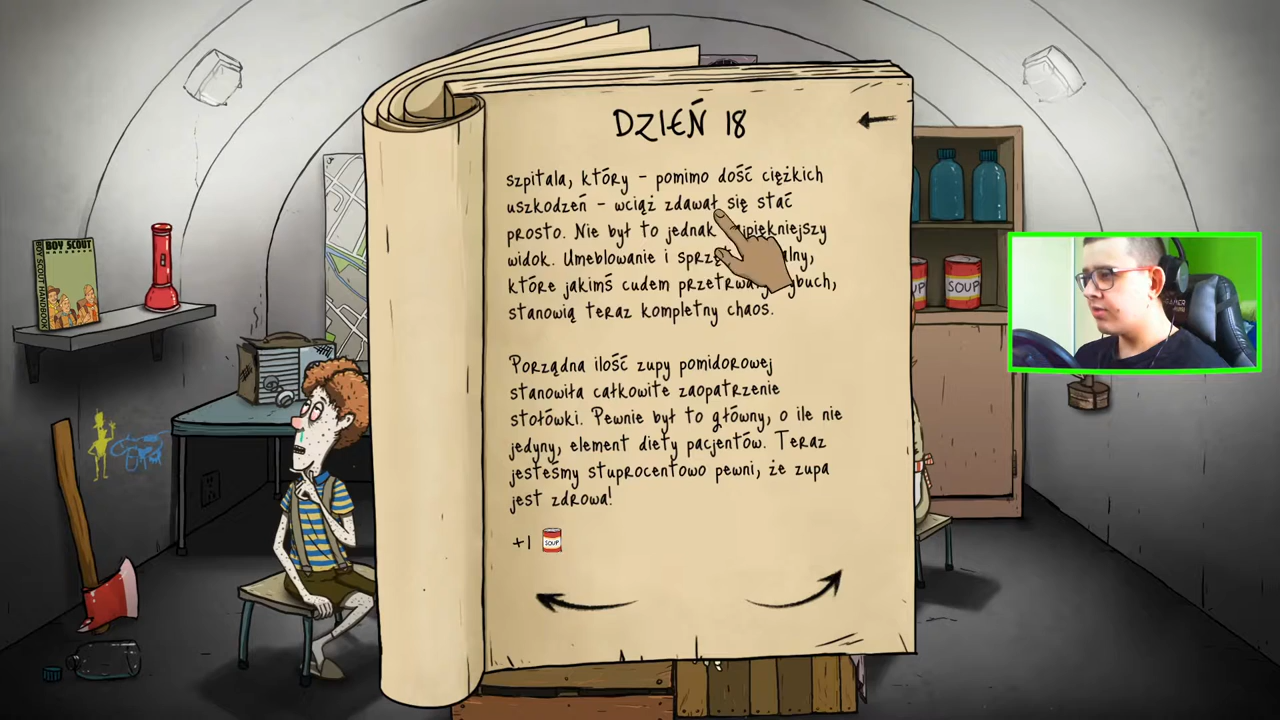 DZIEŃ 18
szpitala, który - pomimo dość ciężkich
uszkodzeń - wciąż zdawał się stać
prosto. Nie był to jednak
widok. Umeblowanie i
które jakimś cudem
stanowią teraz kompletny chaos.
Porządna ilość zupy pomidorowej
stanowiła całkowite zaopatrzenie
stołówki. Pewnie był to główny, o ile nie
jedyny, element diety pacjentów. Teraz
jesteśmy stuprocentowo pewni, że zupa
jest zdrowa!
+1 SOUP
BOY SCOUT
BOY SCOUT HANDBOOK
SOUP